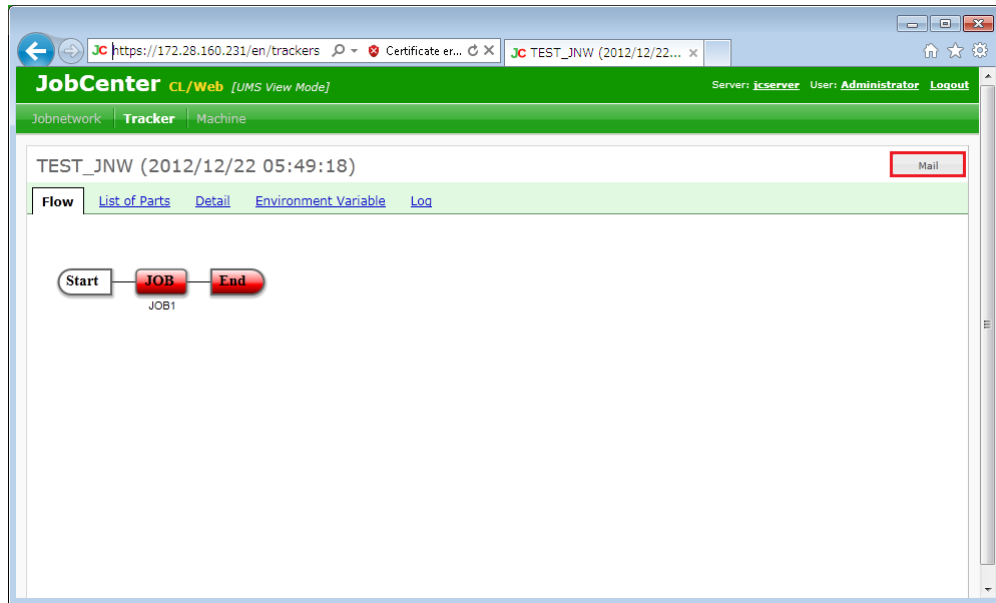 JC https://172.28.160.231/en/trackers Certificate er... JC TEST_JNW (2012/12/22...
JobCenter CL/Web [UMS View Mode] Server: jcserver User: Administrator Logout
Jobnetwork Tracker Machine
TEST_JNW (2012/12/22 05:49:18) Mail
Flow List of Parts Detail Environment Variable Log
Start JOB End
JOB1